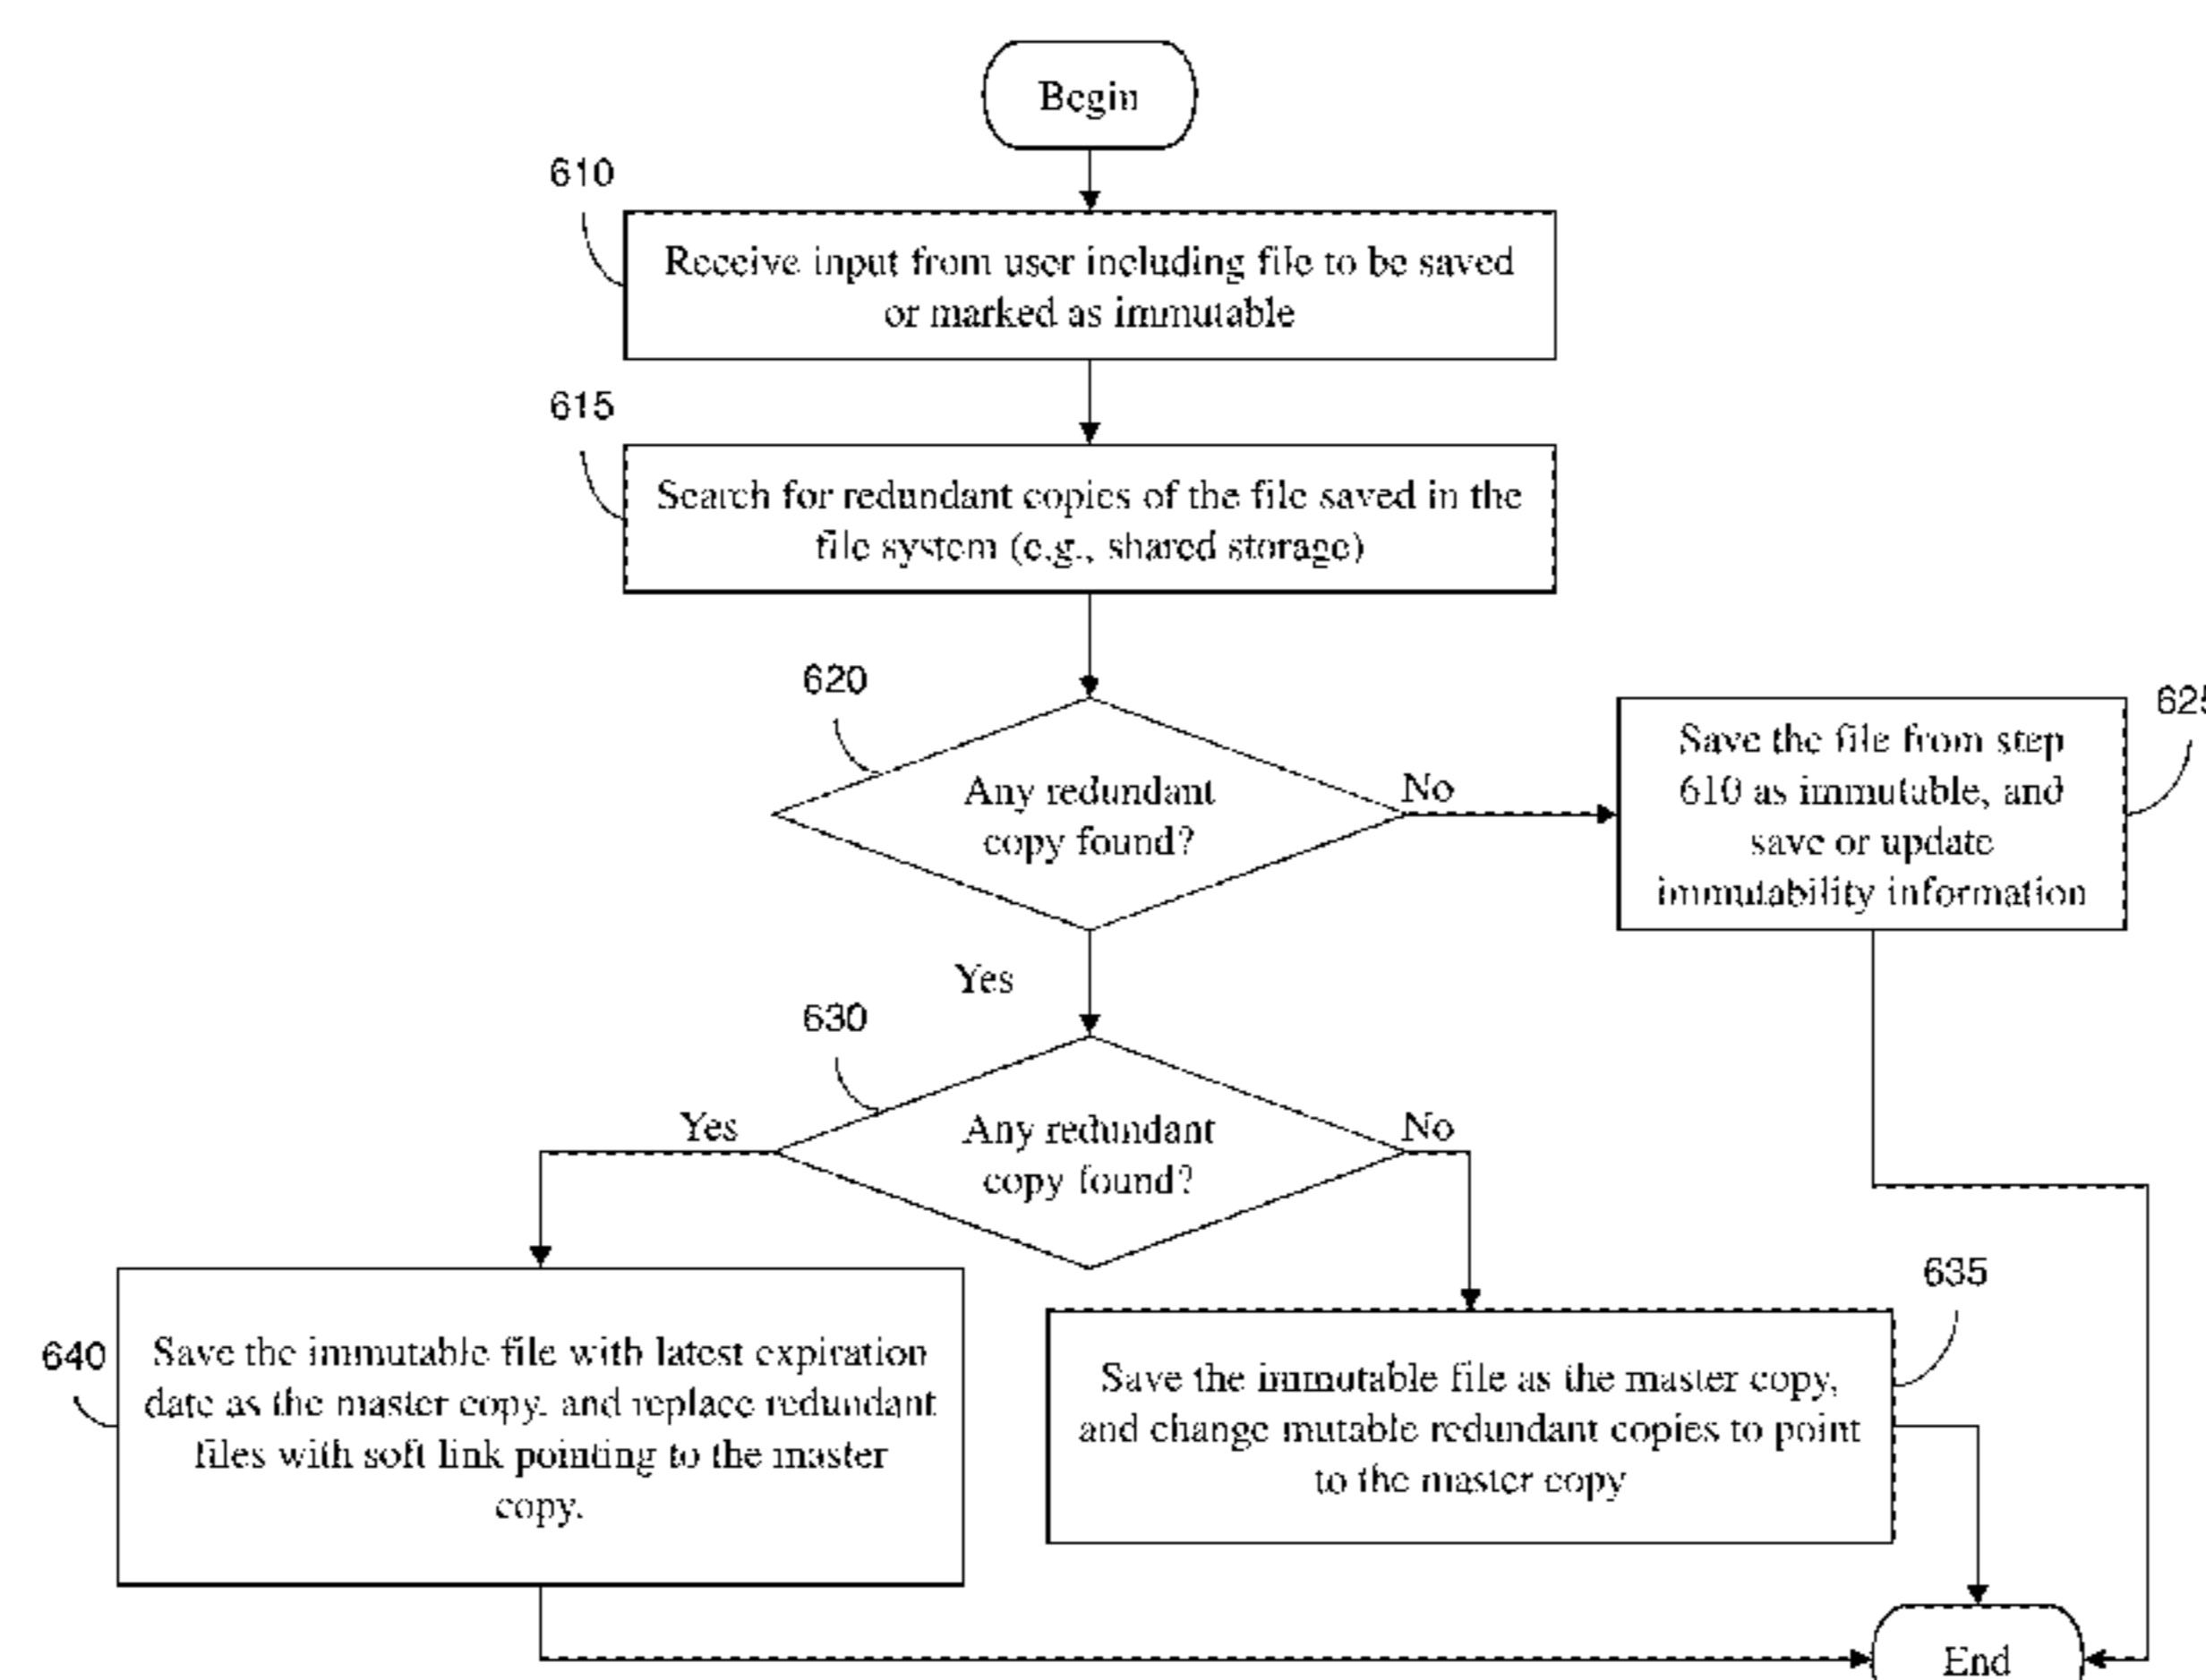 Begin
610
Receive input from user including file to be saved
or marked as immutable
615
Search for redundant copies of the file saved in the
file system (e.g., shared storage)
620
Any redundant
copy found?
No
625
Save the file from step
610 as immutable, and
save or update
immutability information
Yes
630
Any redundant
copy found?
Yes
No
640
Save the immutable file with latest expiration
date as the master copy. and replace redundant
files with soft link pointing to the master
copy.
635
Save the immutable file as the master copy,
and change mutable redundant copies to point
to the master copy
End